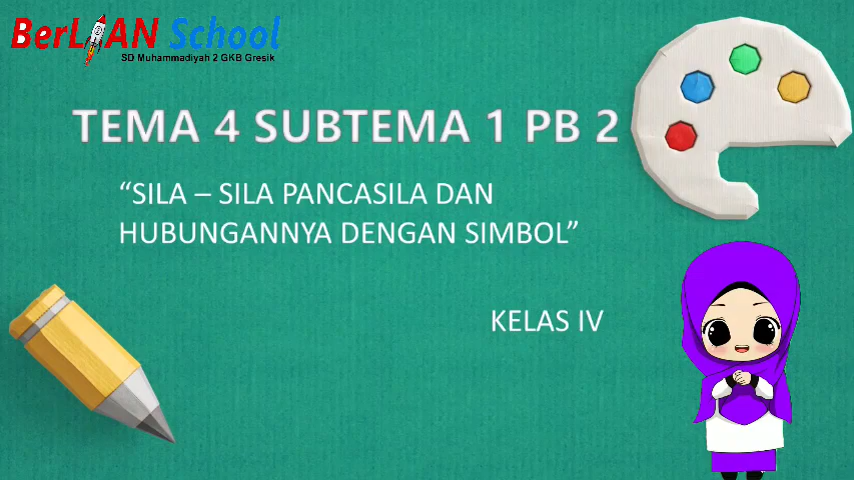 BerLIAN School
SD Muhammadiyah 2 GKB Gresik
TEMA 4 SUBTEMA 1 PB 2
“SILA – SILA PANCASILA DAN
HUBUNGANNYA DENGAN SIMBOL”
KELAS IV